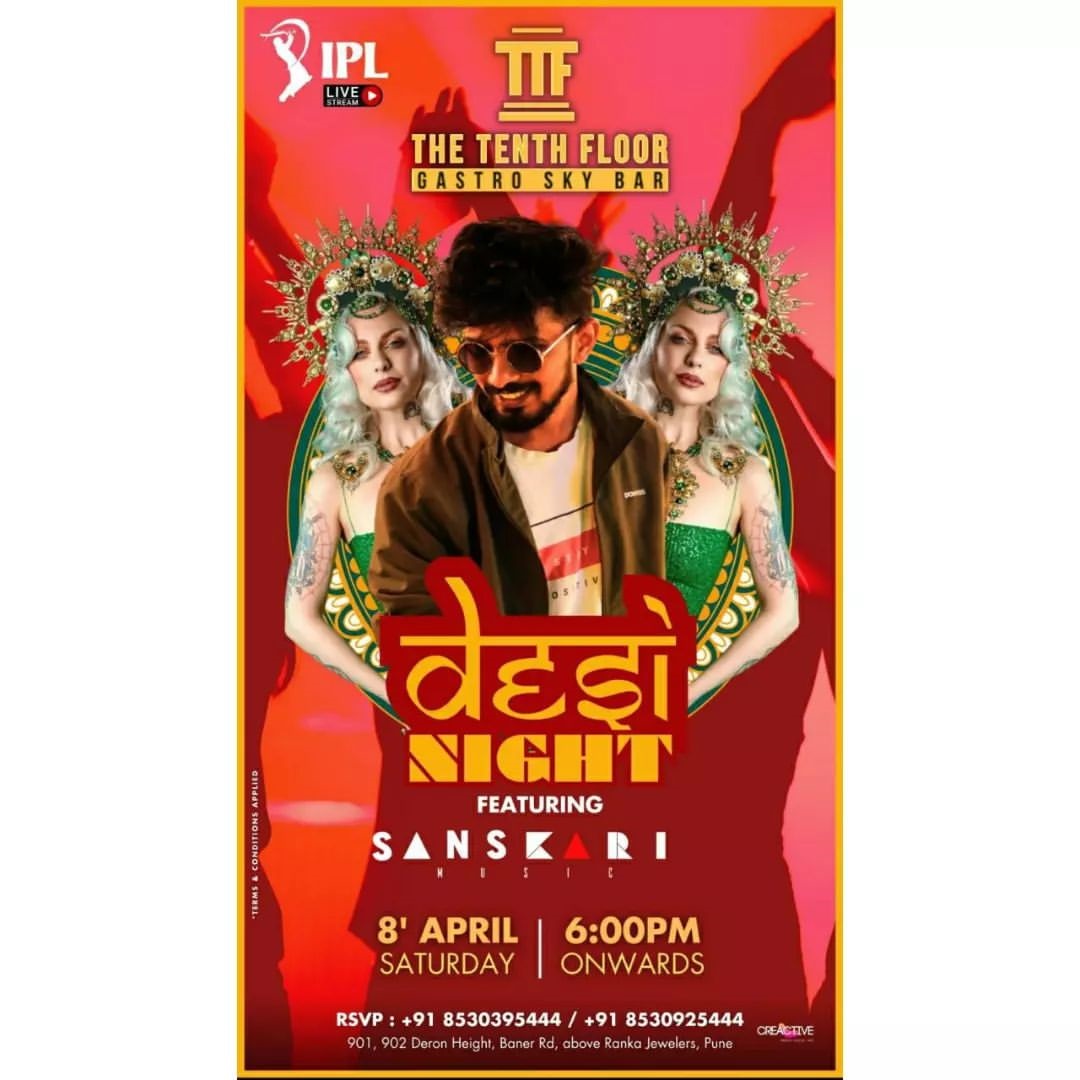 IPL
LIVE
STREAM
TTF
THE TENTH FLOOR
GASTRO SKY BAR
STAY
POSITIV
desi
NIGHT
FEATURING
SANSKARI
MUSIC
8' APRIL
SATURDAY
6:00PM
ONWARDS
*TERMS & CONDITIONS APPLIED
RSVP : +91 8530395444 / +91 8530925444
901, 902 Deron Height, Baner Rd, above Ranka Jewelers, Pune
CREACTIVE